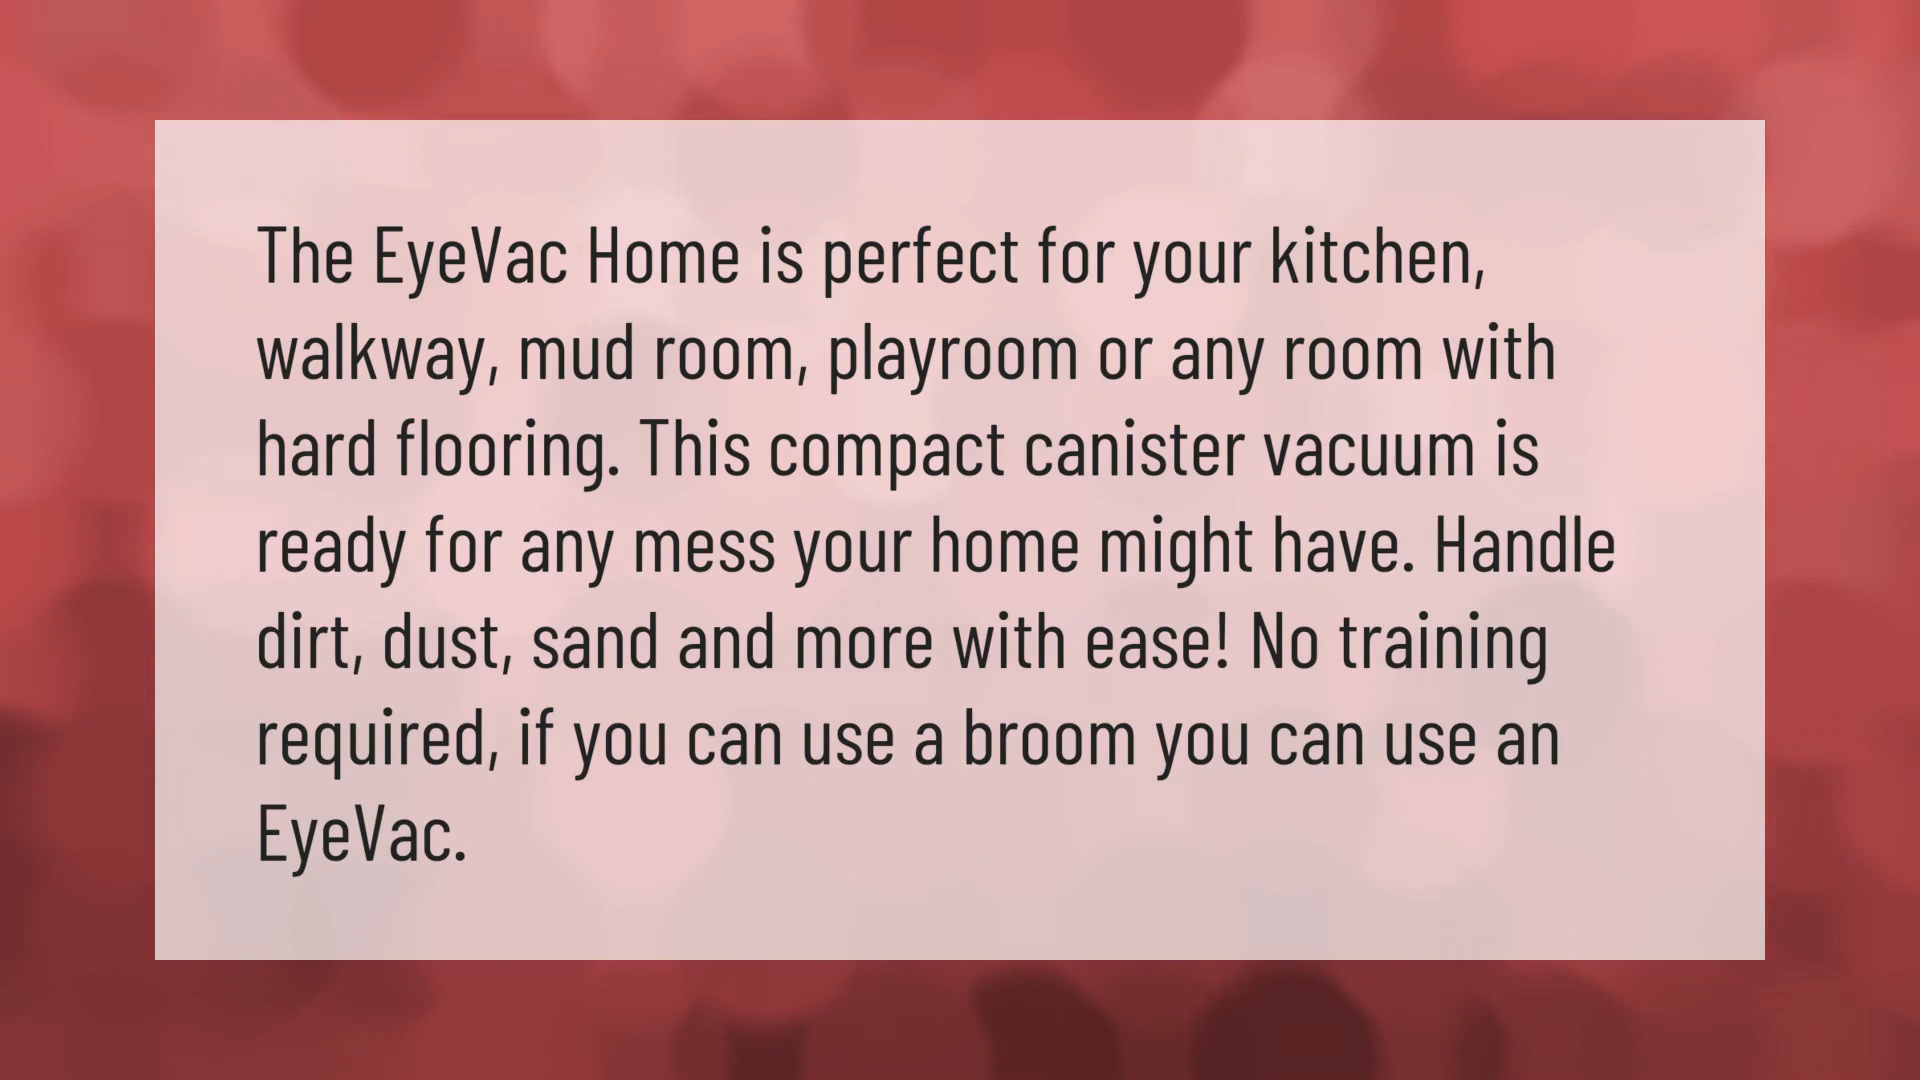 The EyeVac Home is perfect for your kitchen,
walkway, mud room, playroom or any room with
hard flooring. This compact canister vacuum is
ready for any mess your home might have. Handle
dirt, dust, sand and more with ease! No training
required, if you can use a broom you can use an
EyeVac.